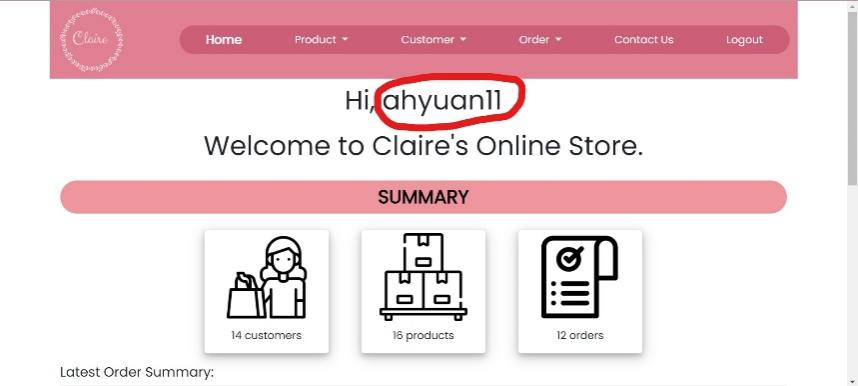 Claire
Home Product Customer Order Contact Us Logout
Hi, ahyuan11
Welcome to Claire's Online Store.
SUMMARY
14 customers 16 products 12 orders
Latest Order Summary: